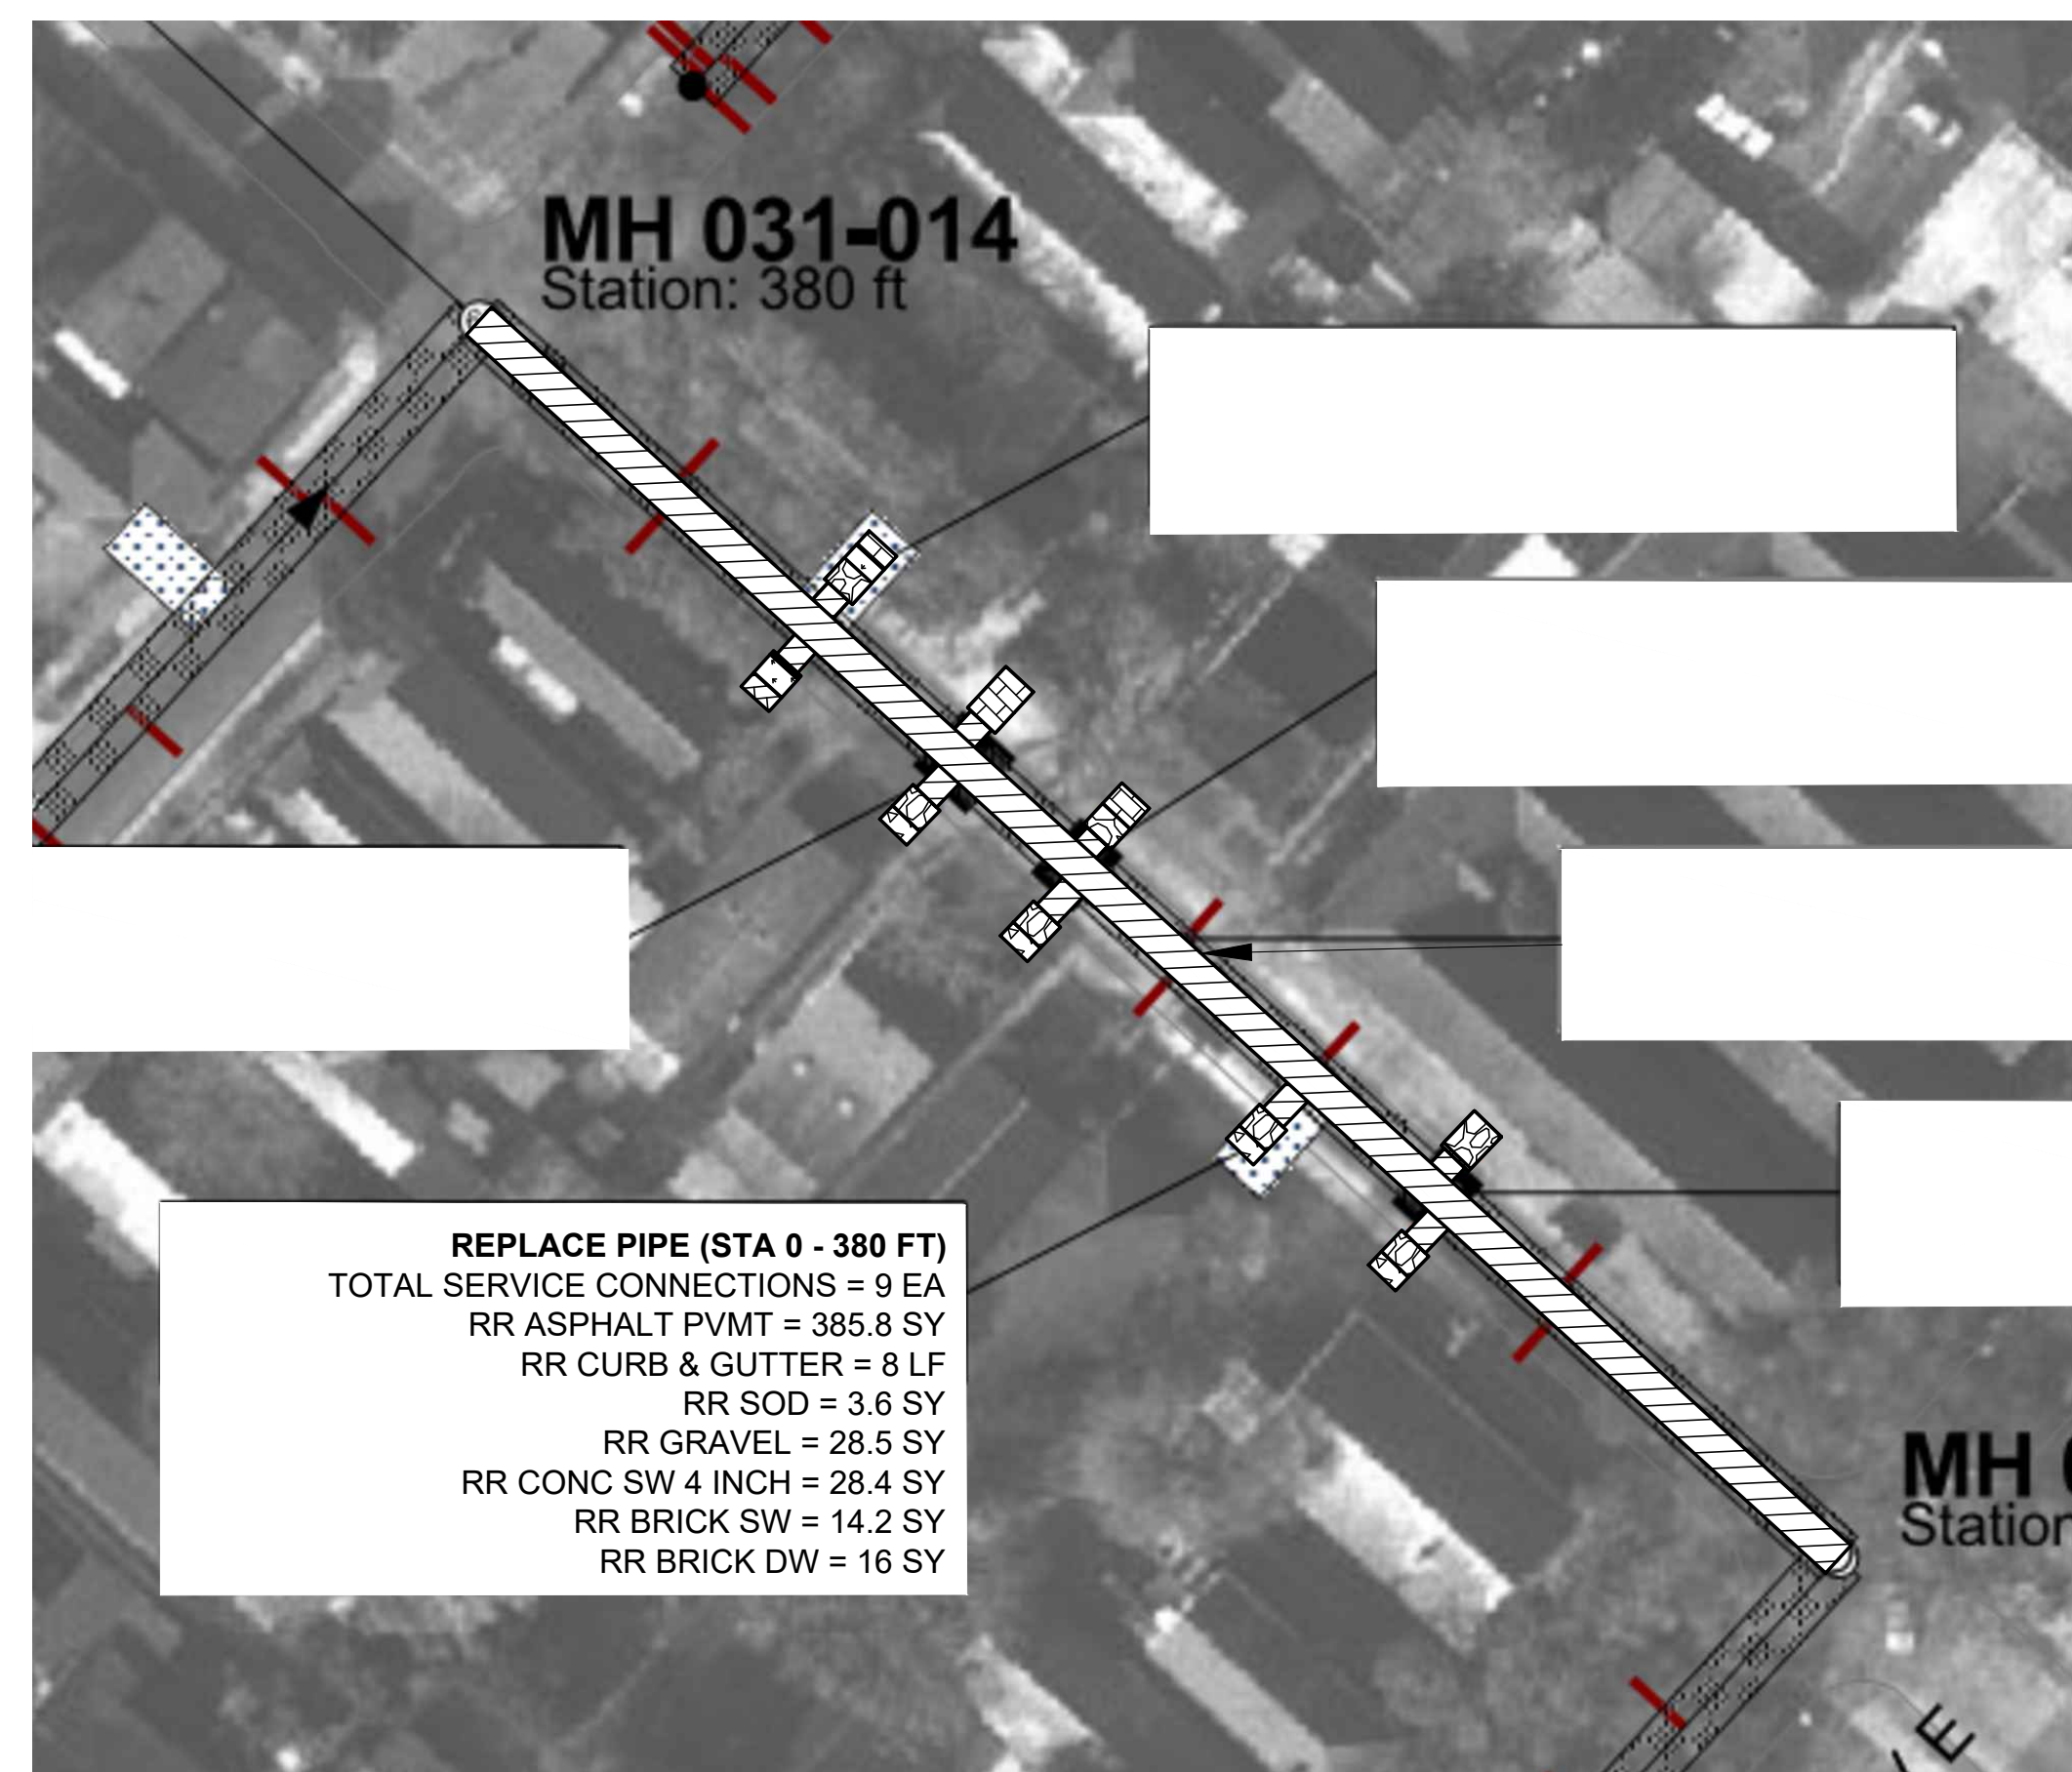 MH 031-014
Station: 380 ft
REPLACE PIPE (STA 0 - 380 FT)
TOTAL SERVICE CONNECTIONS = 9 EA
RR ASPHALT PVMT = 385.8 SY
RR CURB & GUTTER = 8 LF
RR SOD = 3.6 SY
RR GRAVEL = 28.5 SY
RR CONC SW 4 INCH = 28.4 SY
RR BRICK SW = 14.2 SY
RR BRICK DW = 16 SY
MH
Station
E